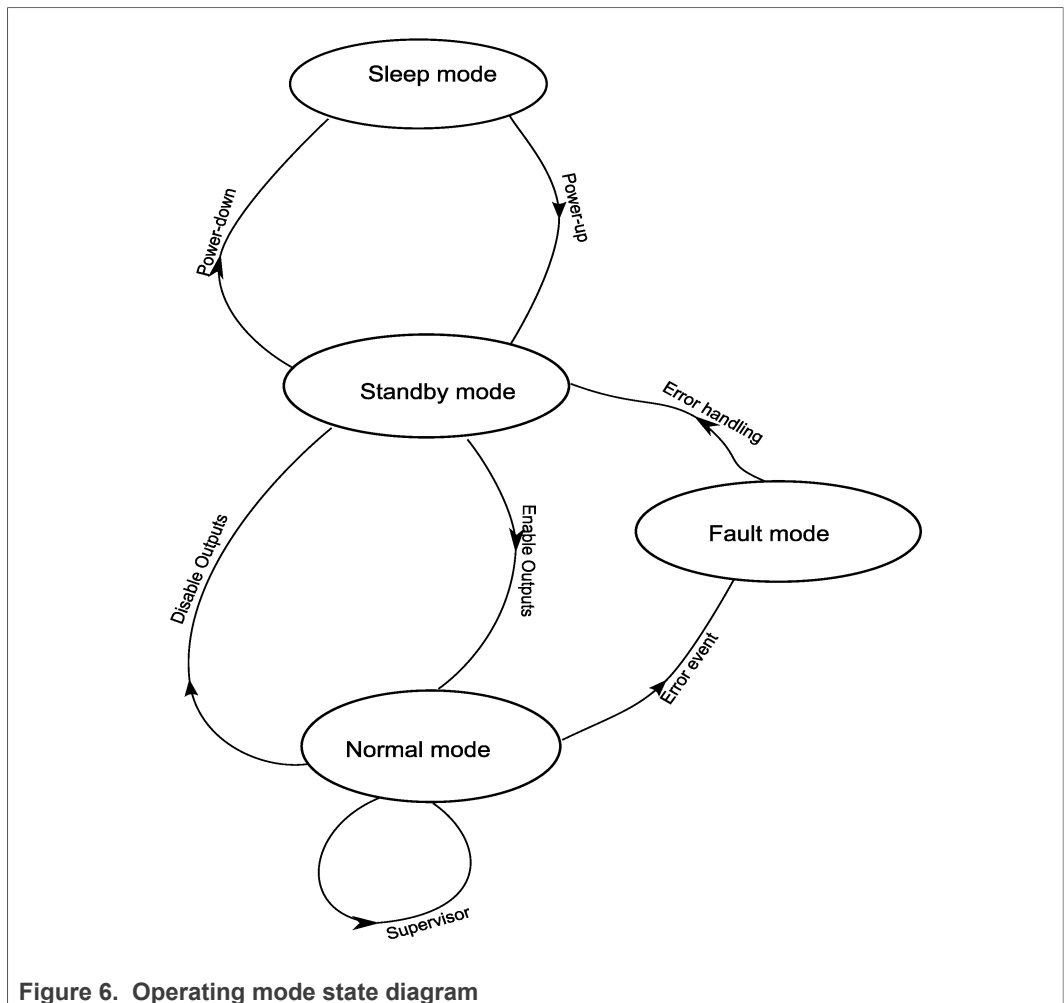 Sleep mode
Power-down
Power-up
Standby mode
Error handling
Enable Outputs
Disable Outputs
Fault mode
Error event
Normal mode
Supervisor
Figure 6. Operating mode state diagram